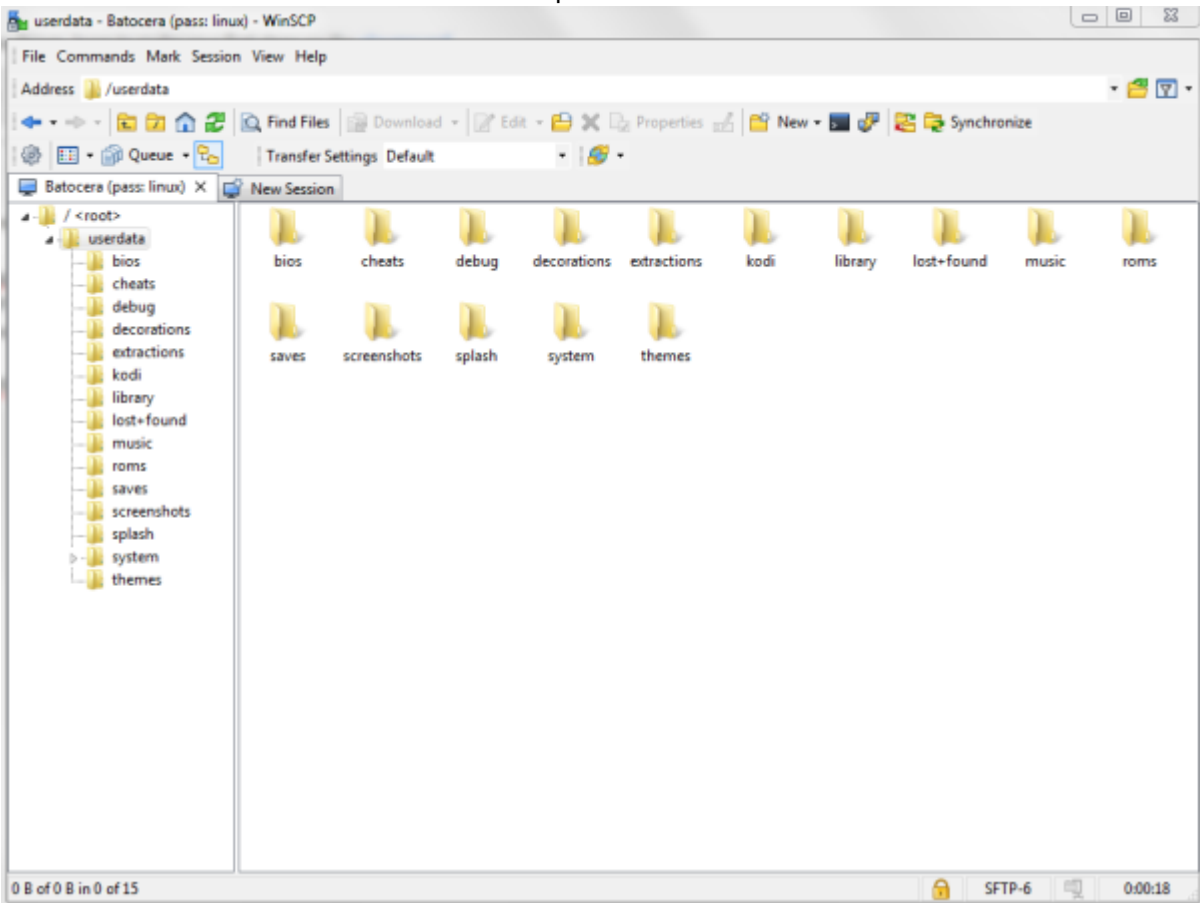 userdata - Batocera (pass: linux) - WinSCP
File Commands Mark Session View Help
Address /userdata
Find Files Download Edit Properties New Synchronize
Queue Transfer Settings Default
Batocera (pass: linux) New Session
/ <root>
userdata
bios
cheats
debug
decorations
extractions
kodi
library
lost+found
music
roms
saves
screenshots
splash
system
themes
bios cheats debug decorations extractions kodi library lost+found music roms
saves screenshots splash system themes
0 B of 0 B in 0 of 15 SFTP-6 0:00:18